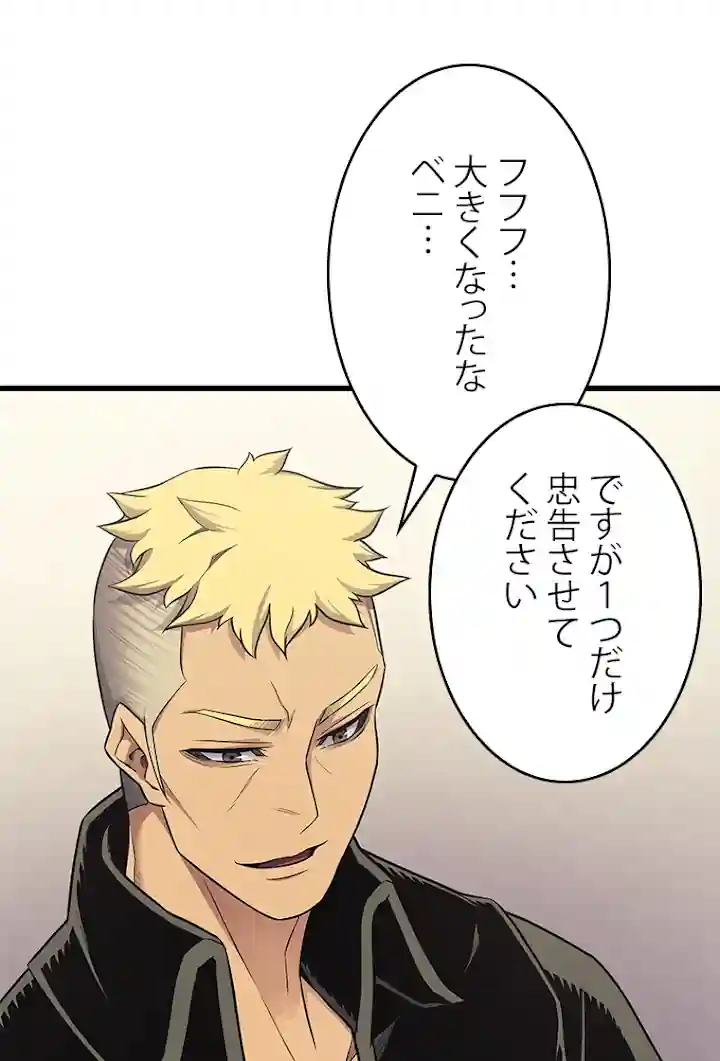 フフフ…
大きくなったな
ベニ…
ですが1つだけ
忠告させて
ください